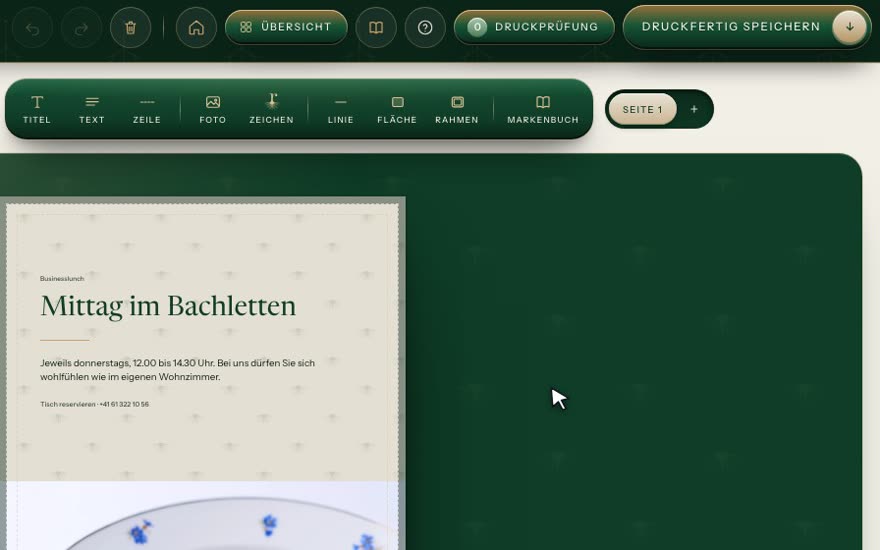 ÜBERSICHT
0 DRUCKPRÜFUNG
DRUCKFERTIG SPEICHERN
TITEL
TEXT
ZEILE
FOTO
ZEICHEN
LINIE
FLÄCHE
RAHMEN
MARKENBUCH
SEITE 1 +
Businesslunch
Mittag im Bachletten
Jeweils donnerstags, 12.00 bis 14.30 Uhr. Bei uns dürfen Sie sich
wohlfühlen wie im eigenen Wohnzimmer.
Tisch reservieren · +41 61 322 10 56